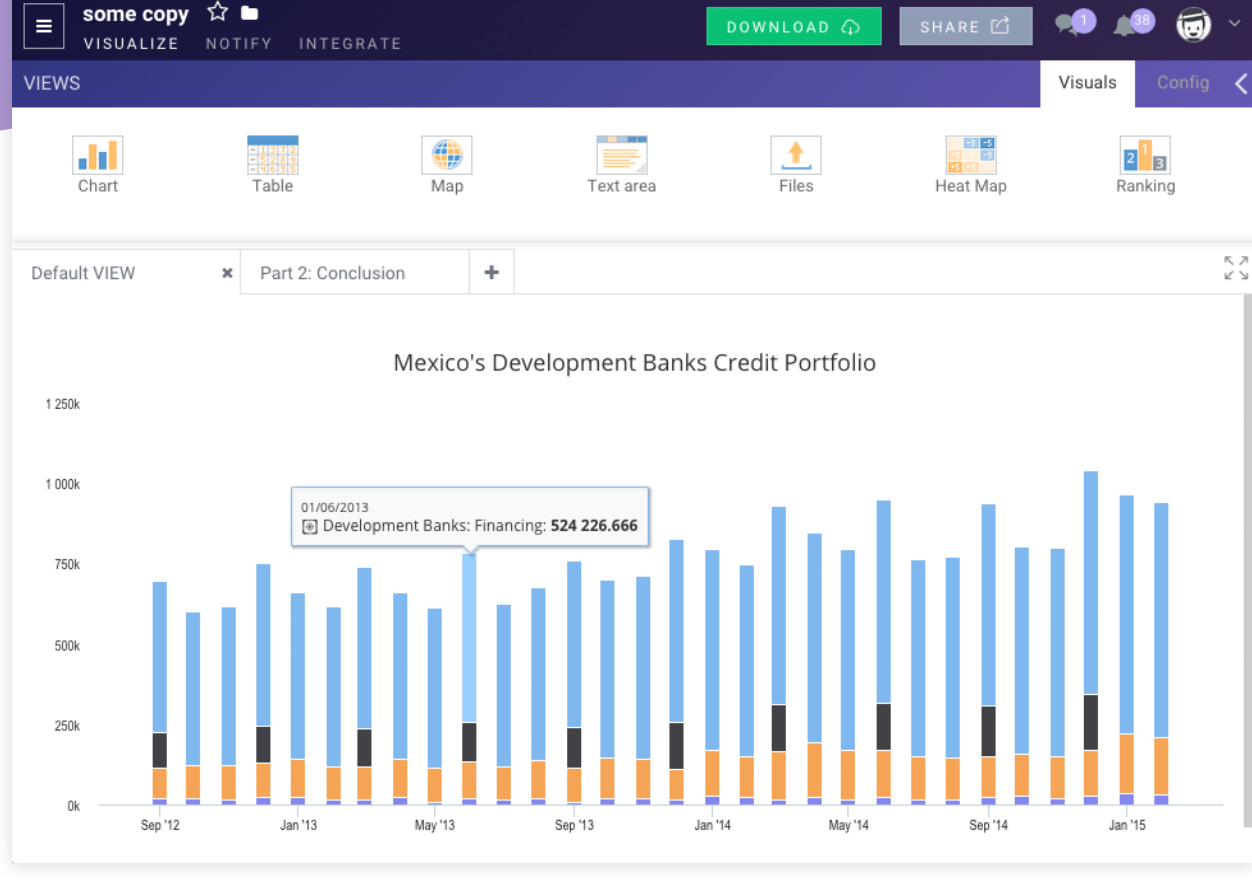 some copy
VISUALIZE NOTIFY INTEGRATE
DOWNLOAD
SHARE
1
38
VIEWS
Visuals Config
Chart Table Map Text area Files Heat Map Ranking
Default VIEW Part 2: Conclusion
Mexico's Development Banks Credit Portfolio
1 250k
1 000k
01/06/2013
Development Banks: Financing: 524 226.666
750k
500k
250k
0k
Sep '12 Jan '13 May '13 Sep '13 Jan '14 May '14 Sep '14 Jan '15